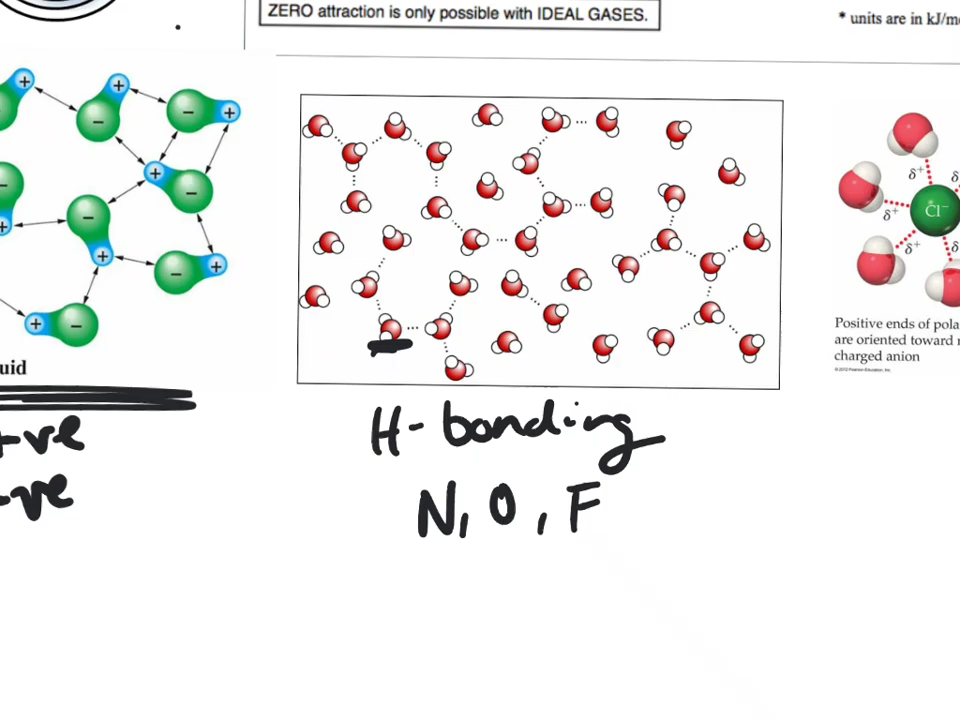 ZERO attraction is only possible with IDEAL GASES.
* units are in kJ/m
+ + +
− − −
+ −
− −
+ − +
+ −
+ −
uid
+ve
-ve
H-bonding
N, O, F
δ+ δ
δ+ Cl−
δ+ δ
Positive ends of pola
are oriented toward n
charged anion